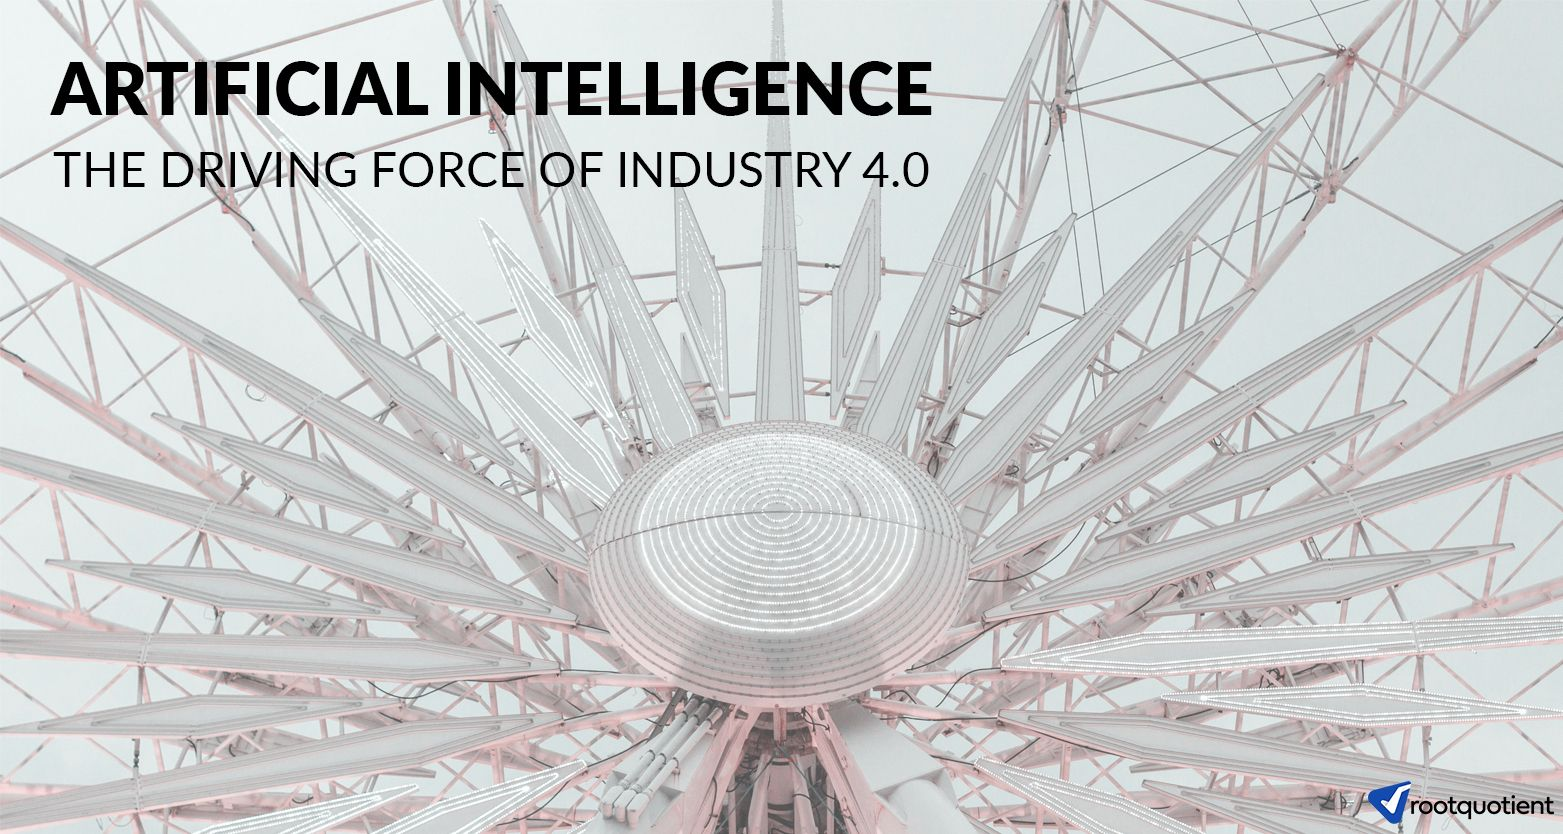 ARTIFICIAL INTELLIGENCE
THE DRIVING FORCE OF INDUSTRY 4.0
rootquotient